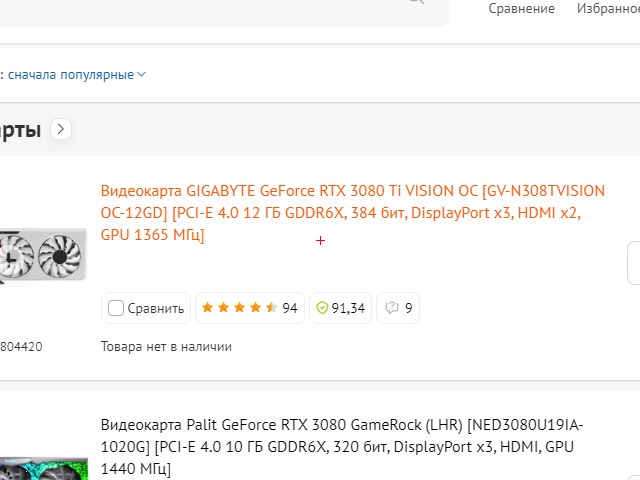 Сравнение Избранное
: сначала популярные
арты
Видеокарта GIGABYTE GeForce RTX 3080 Ti VISION OC [GV-N308TVISION
OC-12GD] [PCI-E 4.0 12 ГБ GDDR6X, 384 бит, DisplayPort x3, HDMI x2,
GPU 1365 МГц]
Сравнить 94 91,34 9
804420 Товара нет в наличии
Видеокарта Palit GeForce RTX 3080 GameRock (LHR) [NED3080U19IA-
1020G] [PCI-E 4.0 10 ГБ GDDR6X, 320 бит, DisplayPort x3, HDMI, GPU
1440 МГц]